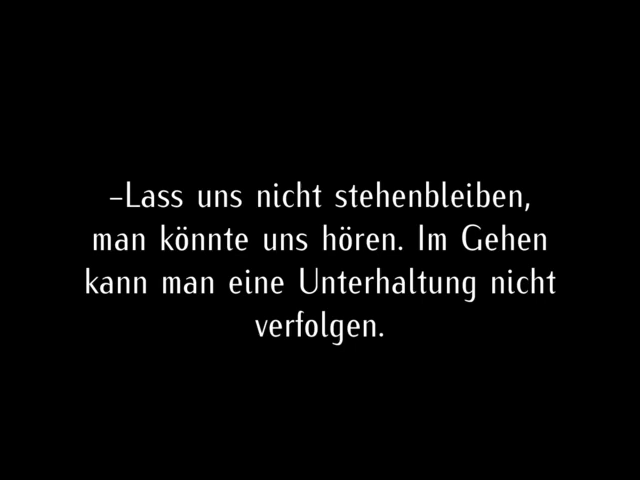 –Lass uns nicht stehenbleiben,
man könnte uns hören. Im Gehen
kann man eine Unterhaltung nicht
verfolgen.